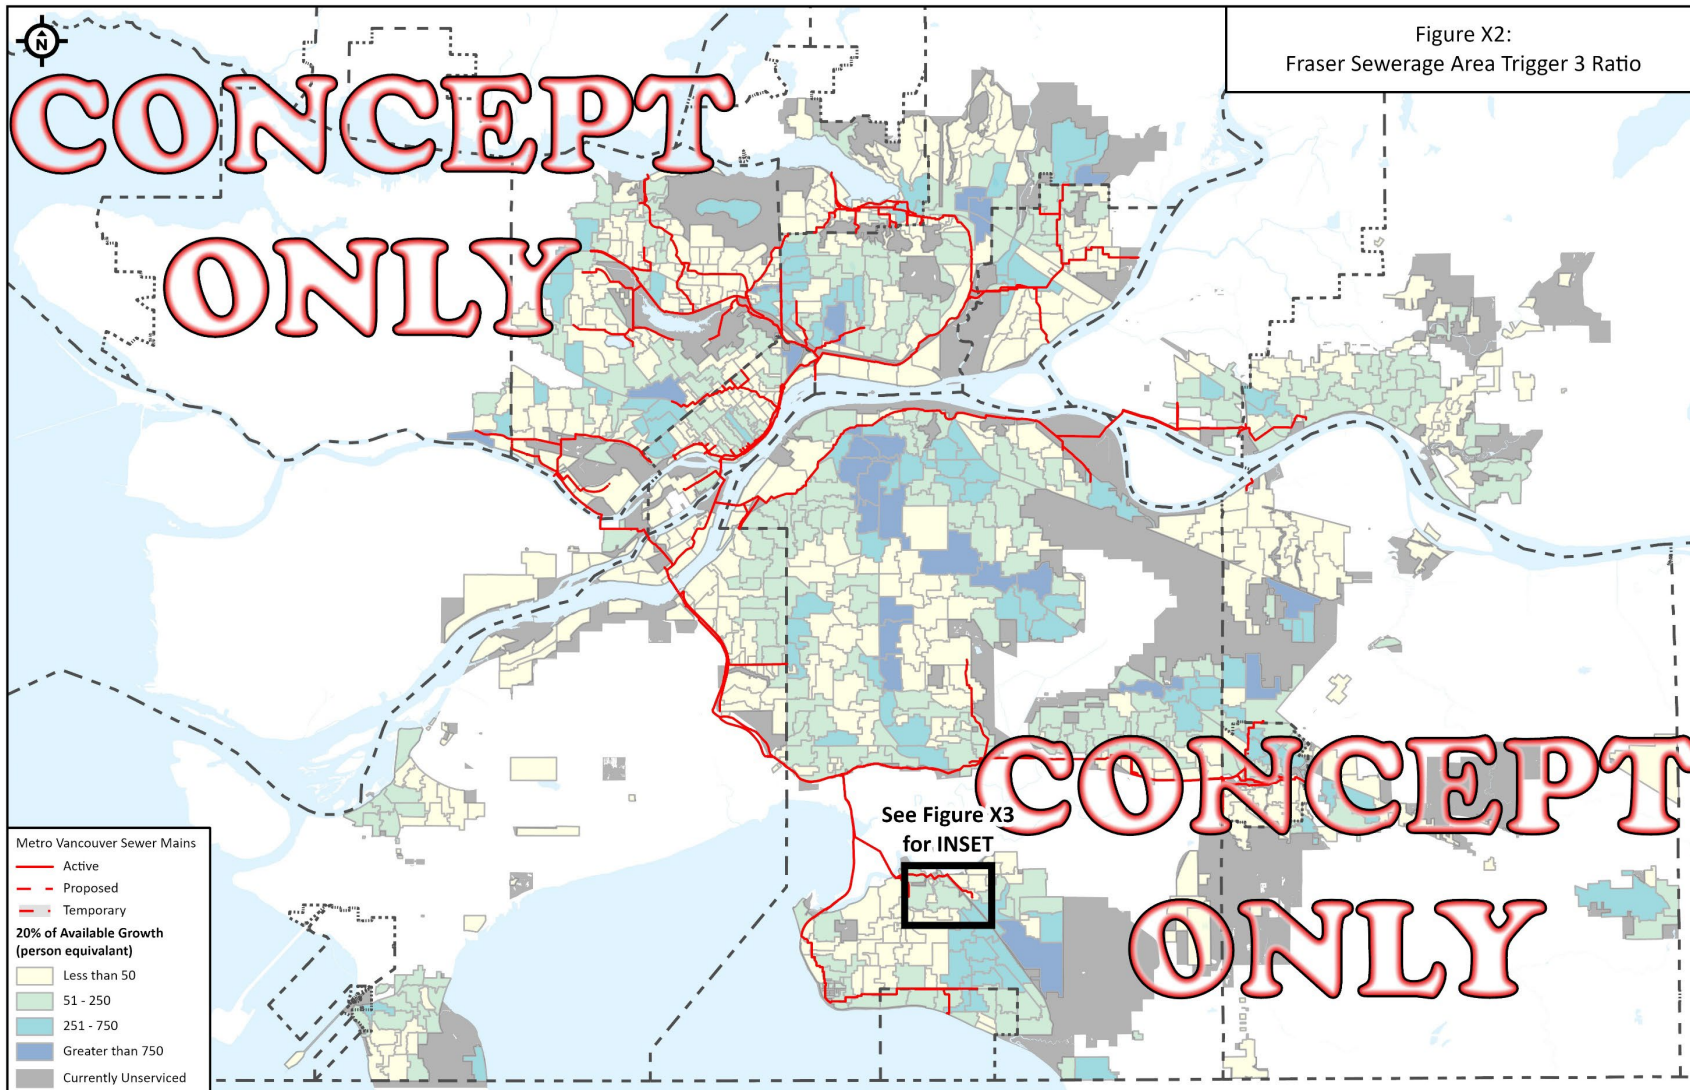 N
Figure X2:
Fraser Sewerage Area Trigger 3 Ratio
CONCEPT
ONLY
See Figure X3
for INSET
CONCEPT
ONLY
Metro Vancouver Sewer Mains
Active
Proposed
Temporary
20% of Available Growth
(person equivalant)
Less than 50
51 - 250
251 - 750
Greater than 750
Currently Unserviced